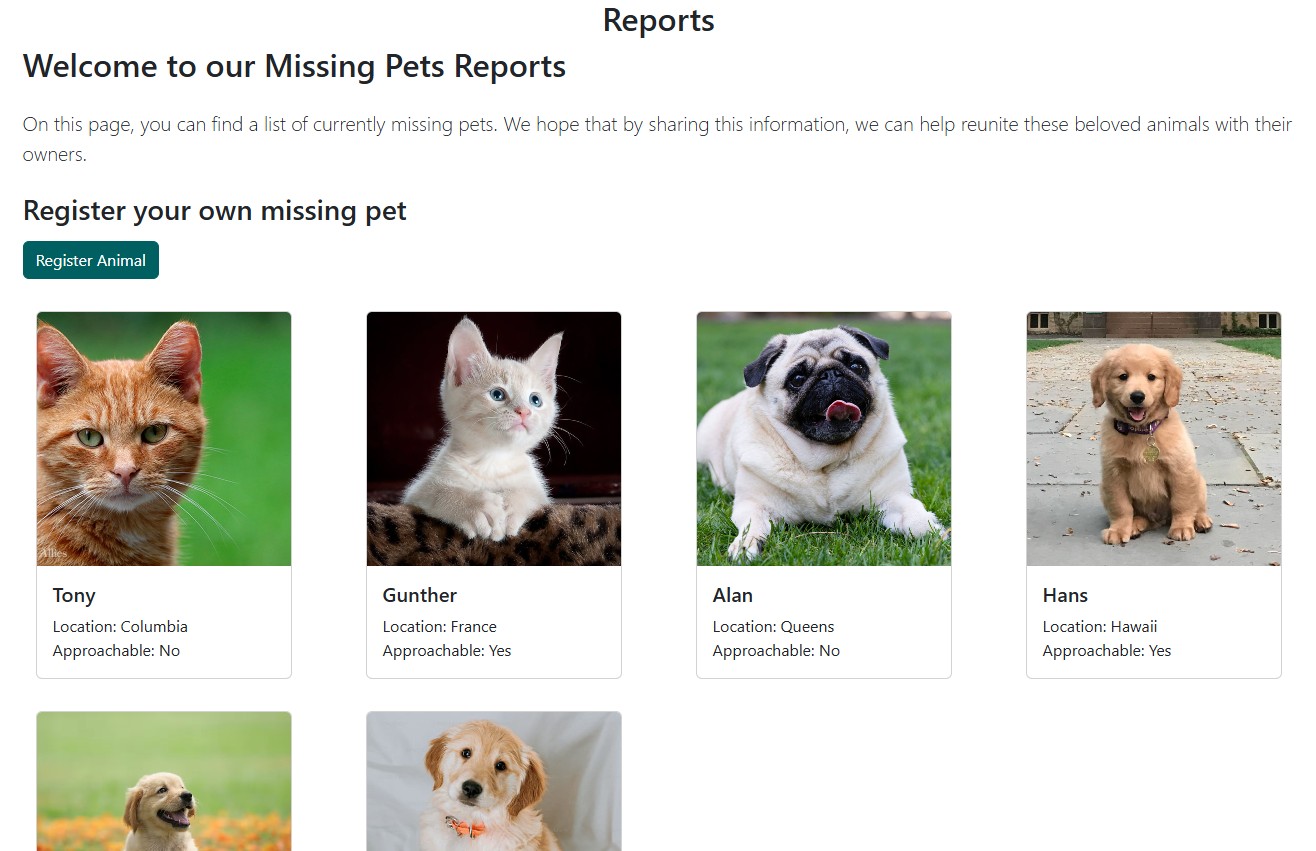 Reports
Welcome to our Missing Pets Reports
On this page, you can find a list of currently missing pets. We hope that by sharing this information, we can help reunite these beloved animals with their
owners.
Register your own missing pet
Register Animal
Allies
Tony
Location: Columbia
Approachable: No
Gunther
Location: France
Approachable: Yes
Alan
Location: Queens
Approachable: No
Hans
Location: Hawaii
Approachable: Yes